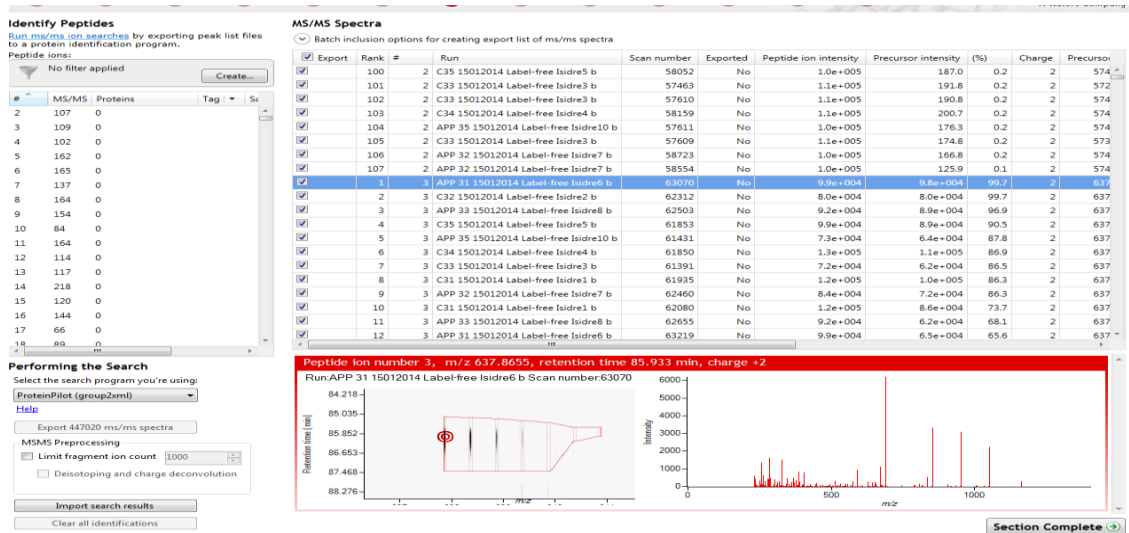 A Waters Company
Identify Peptides
Run ms/ms ion searches by exporting peak list files
to a protein identification program.
Peptide ions:
No filter applied
Create...
# MS/MS Proteins Tag Sc
2 107 0
3 109 0
4 102 0
5 162 0
6 165 0
7 137 0
8 164 0
9 154 0
10 84 0
11 164 0
12 114 0
13 117 0
14 218 0
15 120 0
16 144 0
17 66 0
18 89 0
Performing the Search
Select the search program you're using:
ProteinPilot (group2xml)
Help
Export 447020 ms/ms spectra
MSMS Preprocessing
Limit fragment ion count 1000
Deisotoping and charge deconvolution
Import search results
Clear all identifications
MS/MS Spectra
Batch inclusion options for creating export list of ms/ms spectra
Export Rank # Run Scan number Exported Peptide ion intensity Precursor intensity (%) Charge Precursor
100 2 C35 15012014 Label-free Isidre5 b 58052 No 1.0e+005 187.0 0.2 2 574
101 2 C33 15012014 Label-free Isidre3 b 57463 No 1.1e+005 191.8 0.2 2 572
102 2 C33 15012014 Label-free Isidre3 b 57610 No 1.1e+005 190.8 0.2 2 574
103 2 C34 15012014 Label-free Isidre4 b 58159 No 1.1e+005 200.7 0.2 2 574
104 2 APP 35 15012014 Label-free Isidre10 b 57611 No 1.0e+005 176.3 0.2 2 574
105 2 C33 15012014 Label-free Isidre3 b 57609 No 1.1e+005 174.8 0.2 2 573
106 2 APP 32 15012014 Label-free Isidre7 b 58723 No 1.0e+005 166.8 0.2 2 574
107 2 APP 32 15012014 Label-free Isidre7 b 58554 No 1.0e+005 125.9 0.1 2 574
1 3 APP 31 15012014 Label-free Isidre6 b 63070 No 9.9e+004 9.8e+004 99.7 2 637
2 3 C32 15012014 Label-free Isidre2 b 62312 No 8.0e+004 8.0e+004 99.7 2 637
3 3 APP 33 15012014 Label-free Isidre8 b 62503 No 9.2e+004 8.9e+004 96.9 2 637
4 3 C35 15012014 Label-free Isidre5 b 61853 No 9.9e+004 8.9e+004 90.5 2 637
5 3 APP 35 15012014 Label-free Isidre10 b 61431 No 7.3e+004 6.4e+004 87.8 2 637
6 3 C34 15012014 Label-free Isidre4 b 61850 No 1.3e+005 1.1e+005 86.9 2 637
7 3 C33 15012014 Label-free Isidre3 b 61391 No 7.2e+004 6.2e+004 86.5 2 637
8 3 C31 15012014 Label-free Isidre1 b 61935 No 1.2e+005 1.0e+005 86.3 2 637
9 3 APP 32 15012014 Label-free Isidre7 b 62460 No 8.4e+004 7.2e+004 86.3 2 637
10 3 C31 15012014 Label-free Isidre1 b 62080 No 1.2e+005 8.6e+004 73.7 2 637
11 3 APP 33 15012014 Label-free Isidre8 b 62655 No 9.2e+004 6.2e+004 68.1 2 637
12 3 APP 31 15012014 Label-free Isidre6 b 63219 No 9.9e+004 6.5e+004 65.6 2 637
Peptide ion number 3, m/z 637.8655, retention time 85.933 min, charge +2
Run:APP 31 15012014 Label-free Isidre6 b Scan number:63070
Retention time (min)
84.218
85.035
85.852
86.653
87.468
88.276
m/z
Intensity
6000
5000
4000
3000
2000
1000
0
0 500 1000
m/z
Section Complete